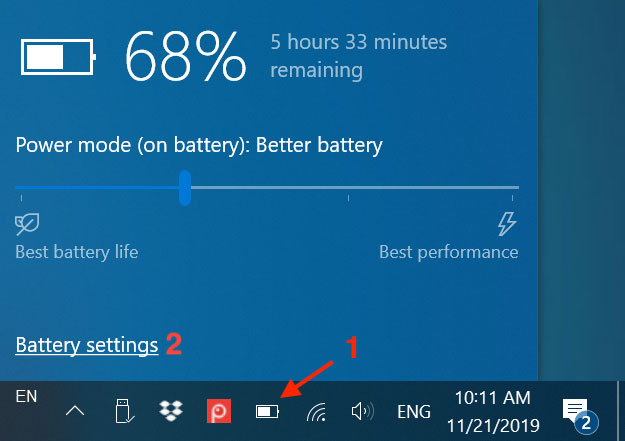 68%
5 hours 33 minutes
remaining
Power mode (on battery): Better battery
Best battery life
Best performance
Battery settings 2
1
EN
ENG
10:11 AM
11/21/2019
2